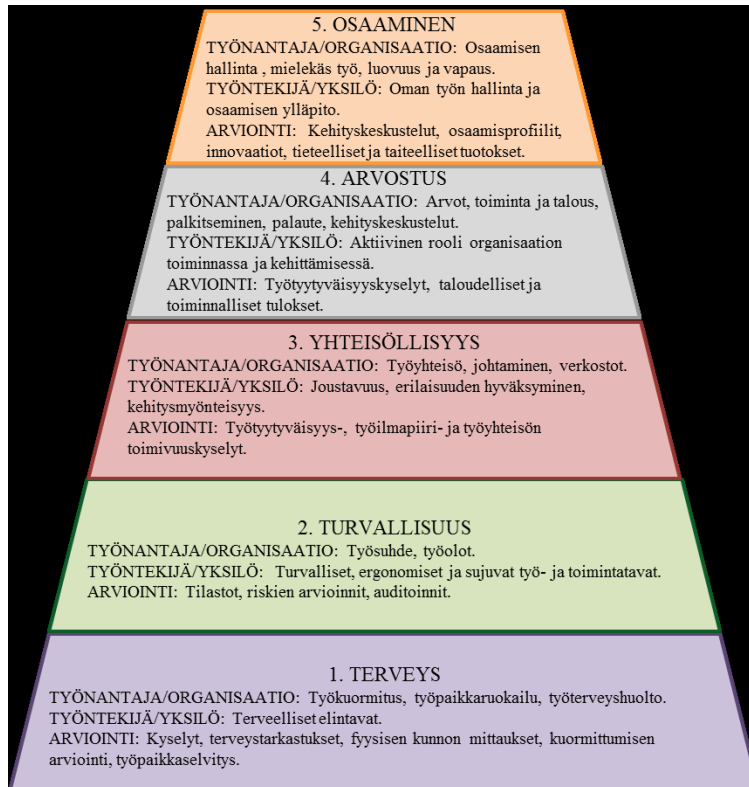 5. OSAAMINEN
TYÖNANTAJA/ORGANISAATIO: Osaamisen
hallinta , mielekäs työ, luovuus ja vapaus.
TYÖNTEKIJÄ/YKSILÖ: Oman työn hallinta ja
osaamisen ylläpito.
ARVIOINTI: Kehityskeskustelut, osaamisprofiilit,
innovaatiot, tieteelliset ja taiteelliset tuotokset.
4. ARVOSTUS
TYÖNANTAJA/ORGANISAATIO: Arvot, toiminta ja talous,
palkitseminen, palaute, kehityskeskustelut.
TYÖNTEKIJÄ/YKSILÖ: Aktiivinen rooli organisaation
toiminnassa ja kehittämisessä.
ARVIOINTI: Työtyytyväisyyskyselyt, taloudelliset ja
toiminnalliset tulokset.
3. YHTEISÖLLISYYS
TYÖNANTAJA/ORGANISAATIO: Työyhteisö, johtaminen, verkostot.
TYÖNTEKIJÄ/YKSILÖ: Joustavuus, erilaisuuden hyväksyminen,
kehitysmyönteisyys.
ARVIOINTI: Työtyytyväisyys-, työilmapiiri- ja työyhteisön
toimivuuskyselyt.
2. TURVALLISUUS
TYÖNANTAJA/ORGANISAATIO: Työsuhde, työolot.
TYÖNTEKIJÄ/YKSILÖ: Turvalliset, ergonomiset ja sujuvat työ- ja toimintatavat.
ARVIOINTI: Tilastot, riskien arvioinnit, auditoinnit.
1. TERVEYS
TYÖNANTAJA/ORGANISAATIO: Työkuormitus, työpaikkaruokailu, työterveyshuolto.
TYÖNTEKIJÄ/YKSILÖ: Terveelliset elintavat.
ARVIOINTI: Kyselyt, terveystarkastukset, fyysisen kunnon mittaukset, kuormittumisen
arviointi, työpaikkaselvitys.